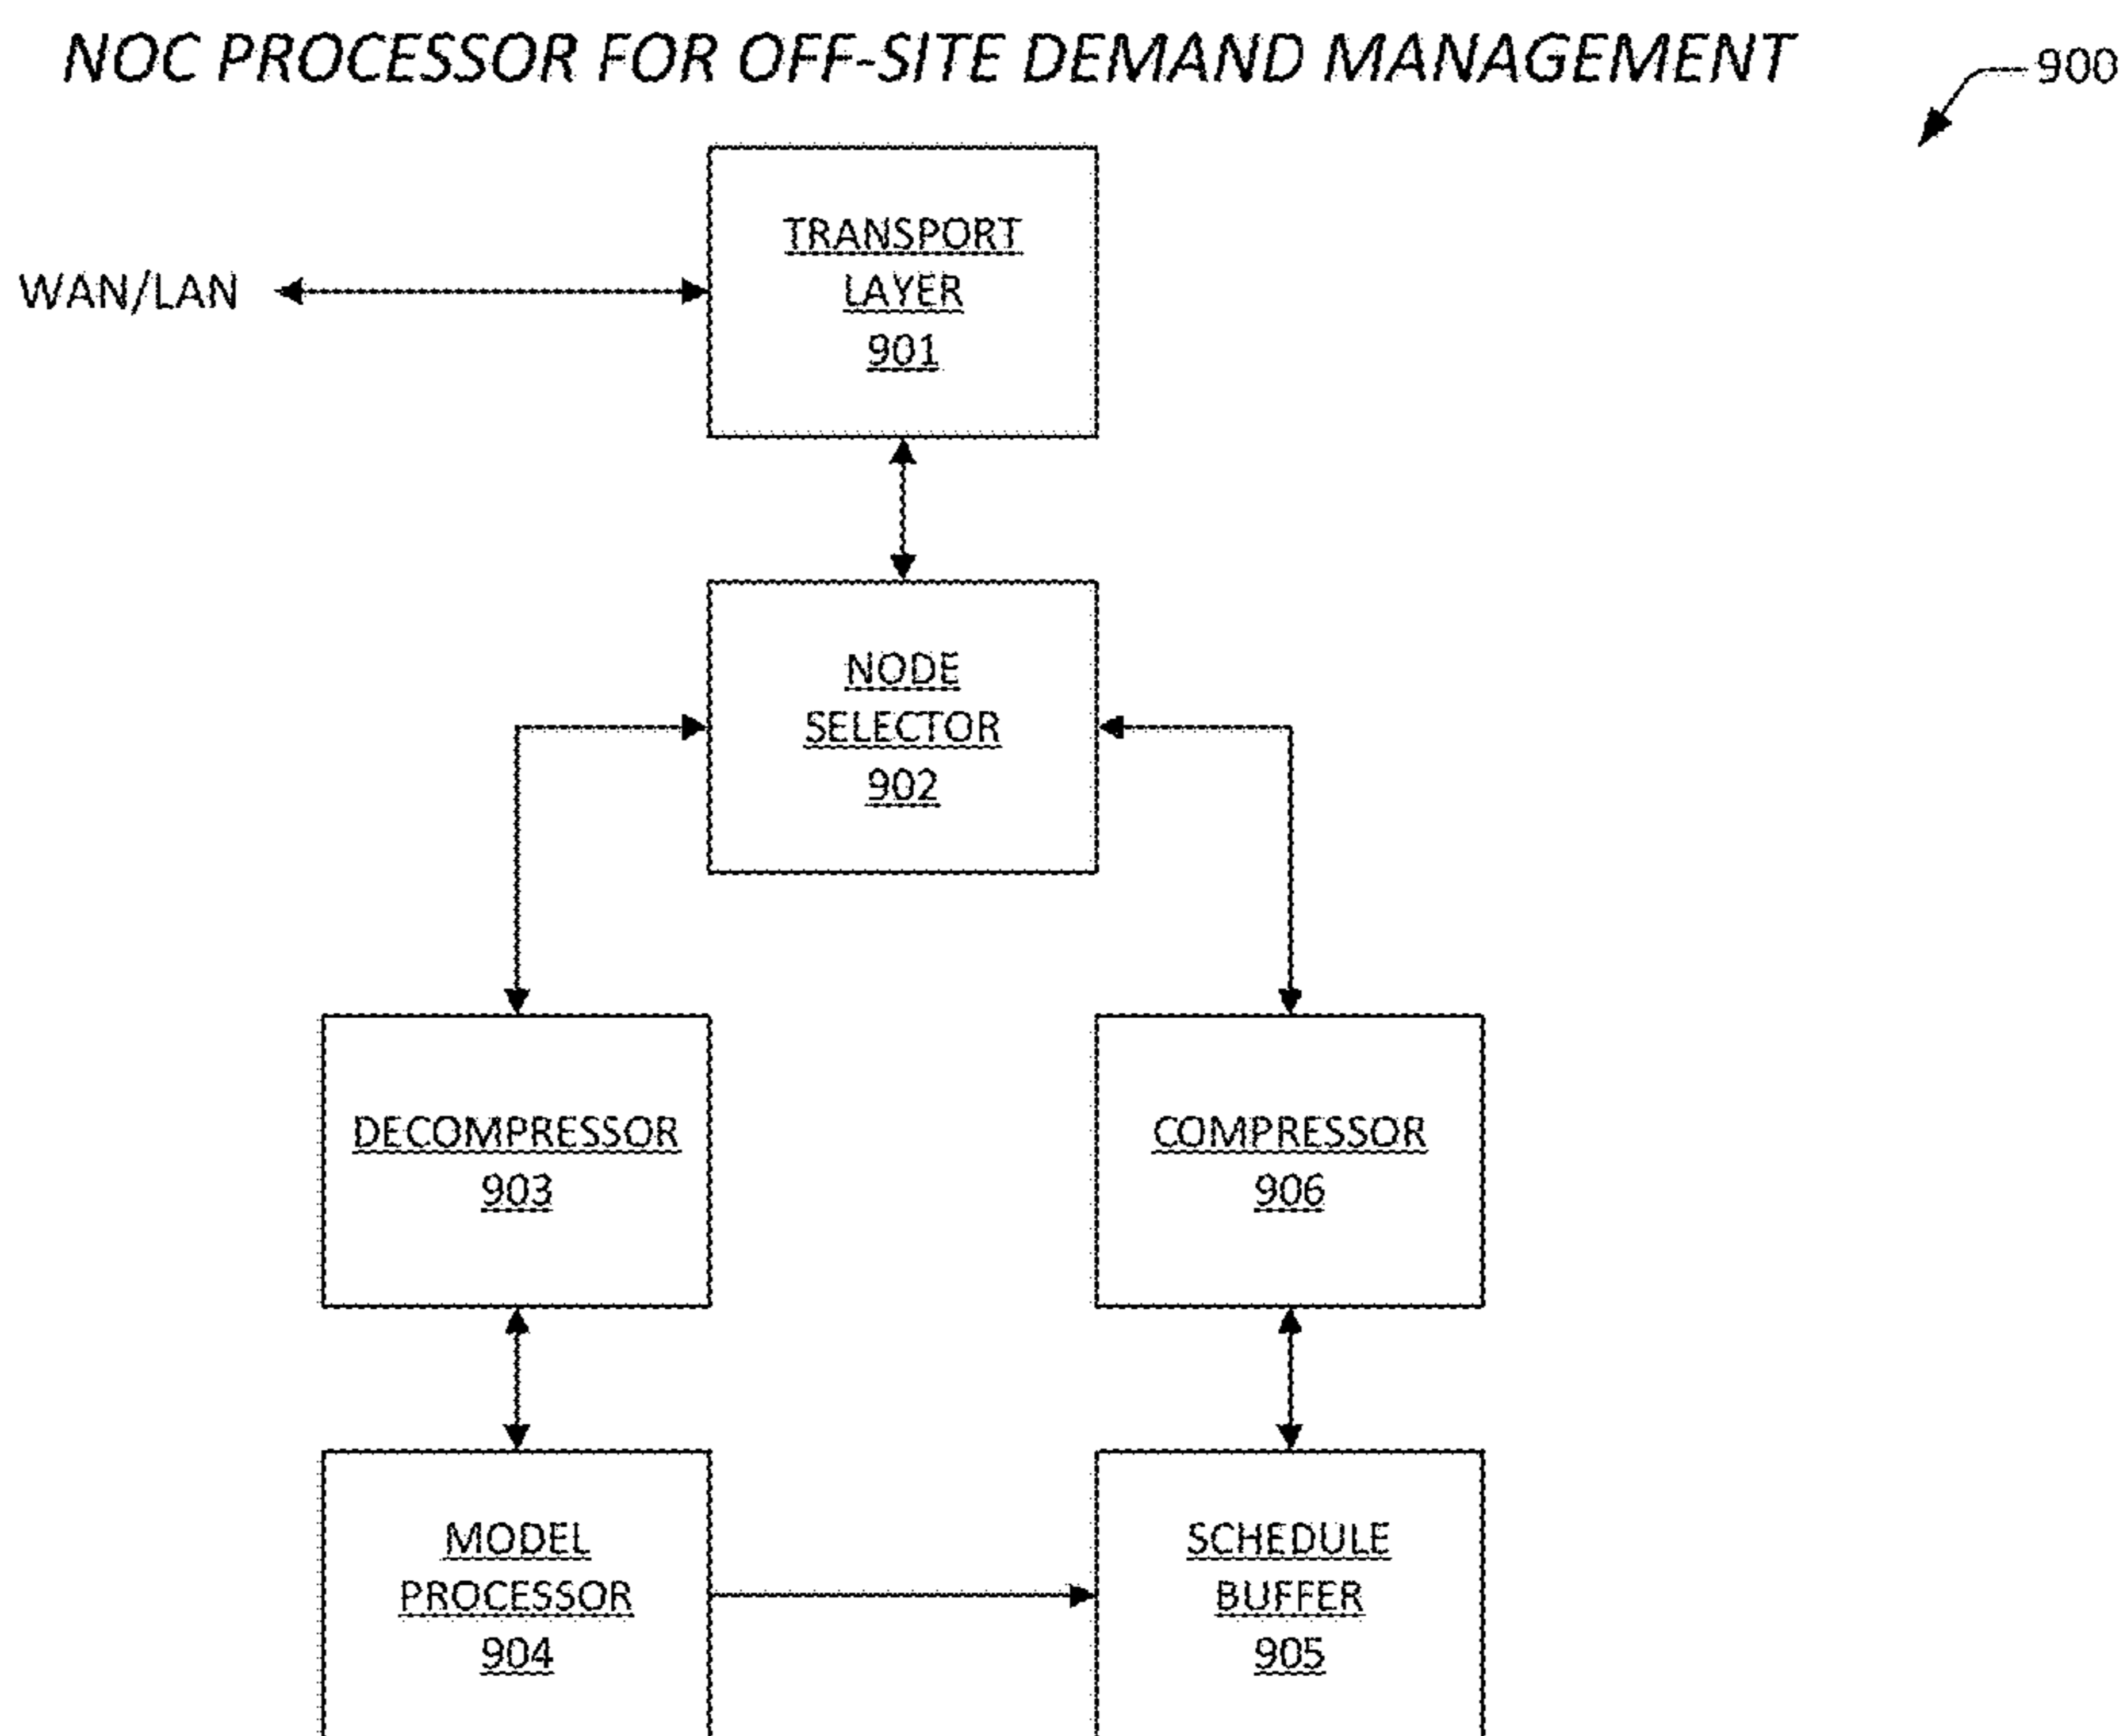 NOC PROCESSOR FOR OFF-SITE DEMAND MANAGEMENT
900
TRANSPORT
LAYER
901
WAN/LAN
NODE
SELECTOR
902
DECOMPRESSOR
903
COMPRESSOR
906
MODEL
PROCESSOR
904
SCHEDULE
BUFFER
905